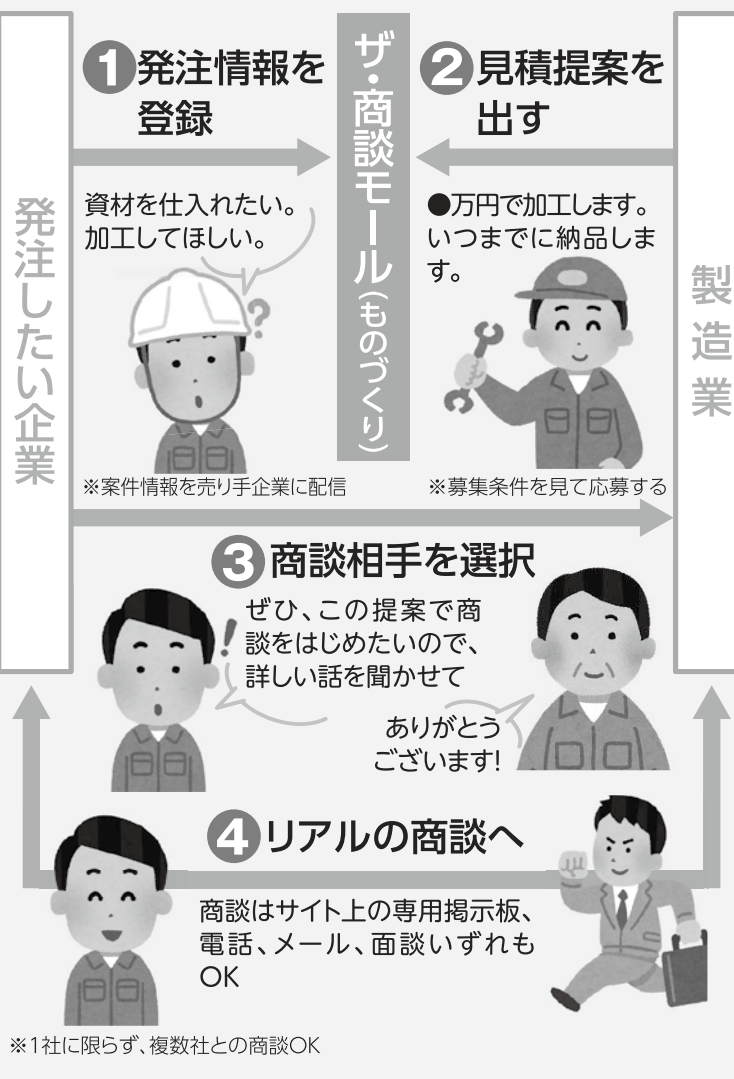 発注したい企業
❶発注情報を
登録
資材を仕入れたい。
加工してほしい。
?
※案件情報を売り手企業に配信
ザ・商談モール(ものづくり)
❷見積提案を
出す
●万円で加工します。
いつまでに納品しま
す。
※募集条件を見て応募する
製造業
❸商談相手を選択
ぜひ、この提案で商
談をはじめたいので、
詳しい話を聞かせて
!
ありがとう
ございます!
❹リアルの商談へ
商談はサイト上の専用掲示板、
電話、メール、面談いずれも
OK
※1社に限らず、複数社との商談OK